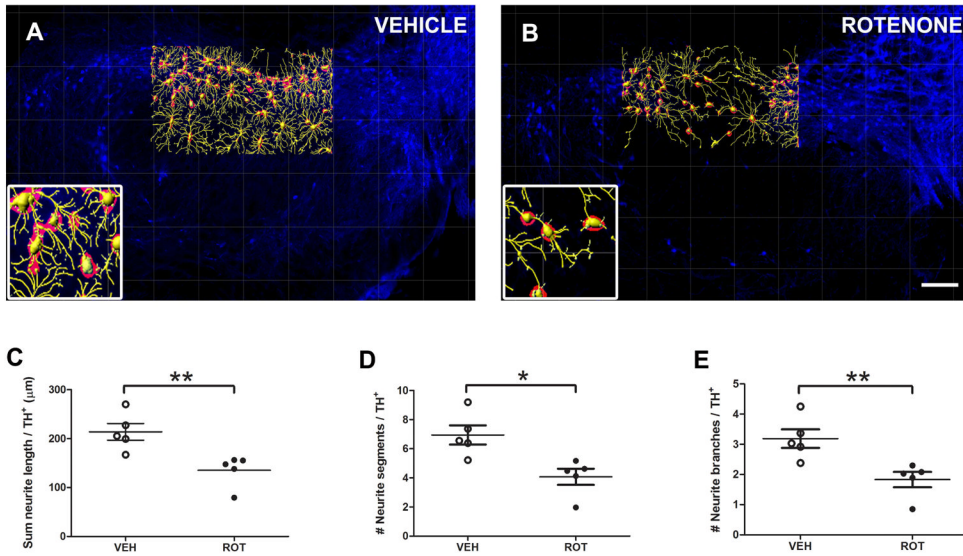 A
VEHICLE
B
ROTENONE
C
Sum neurite length / TH⁺ (μm)
300
200
100
0
**
VEH
ROT
D
# Neurite segments / TH⁺
10
8
6
4
2
0
*
VEH
ROT
E
# Neurite branches / TH⁺
5
4
3
2
1
0
**
VEH
ROT